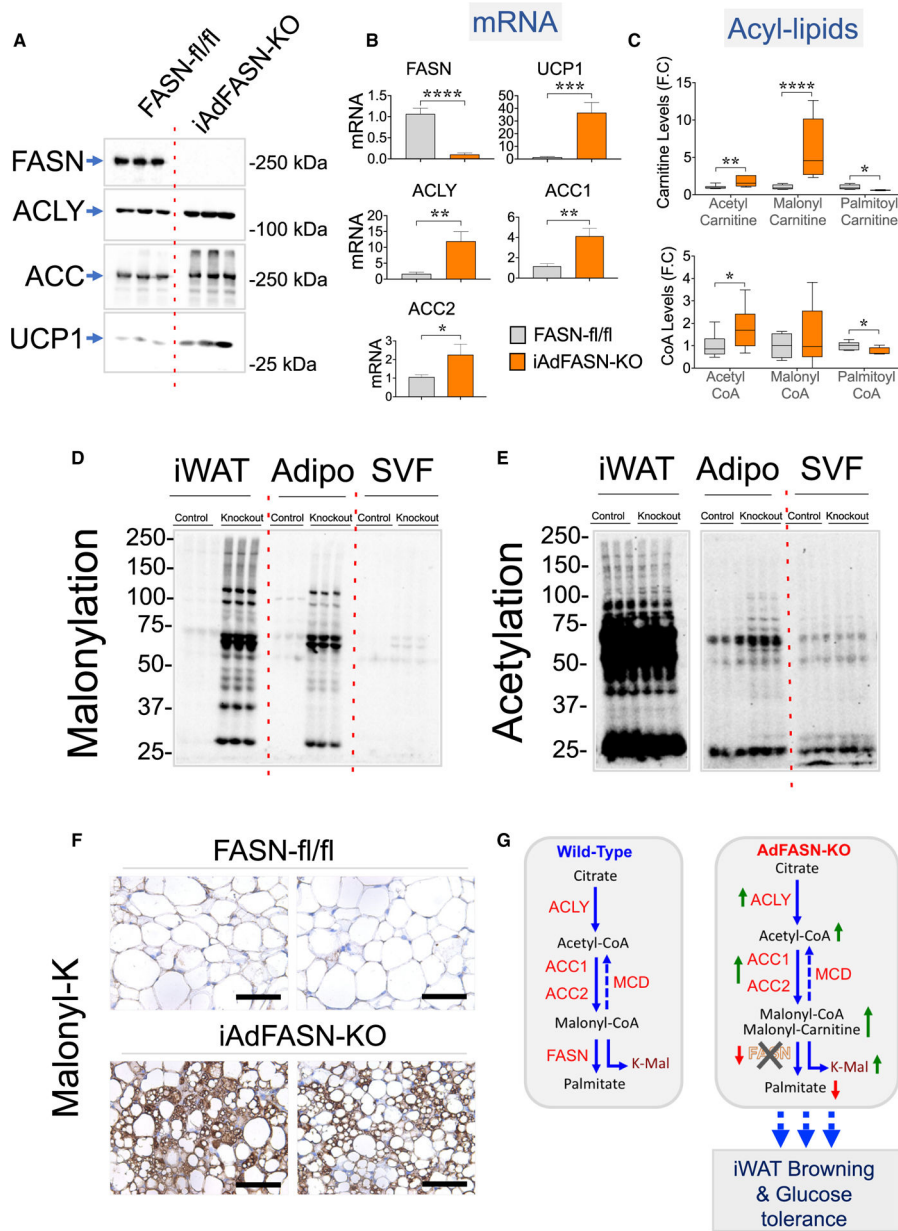 A
FASN-fl/fl
iAdFASN-KO
FASN
-250 kDa
ACLY
-100 kDa
ACC
-250 kDa
UCP1
-25 kDa
B
mRNA
FASN
mRNA
1.5
1.0
0.5
0.0
****
UCP1
50
40
30
20
10
0
***
ACLY
mRNA
20
15
10
5
0
**
ACC1
6
4
2
0
**
ACC2
mRNA
4
3
2
1
0
*
FASN-fl/fl
iAdFASN-KO
C
Acyl-lipids
Carnitine Levels (F.C)
15
10
5
0
**
****
*
Acetyl
Carnitine
Malonyl
Carnitine
Palmitoyl
Carnitine
CoA Levels (F.C)
5
4
3
2
1
0
*
*
Acetyl
CoA
Malonyl
CoA
Palmitoyl
CoA
D
iWAT
Adipo
SVF
Control
Knockout
Control
Knockout
Control
Knockout
Malonylation
250-
150-
100-
75-
50-
37-
25-
E
iWAT
Adipo
SVF
Control
Knockout
Control
Knockout
Control
Knockout
Acetylation
250-
150-
100-
75-
50-
37-
25-
F
FASN-fl/fl
iAdFASN-KO
Malonyl-K
G
Wild-Type
Citrate
ACLY
Acetyl-CoA
ACC1
ACC2
MCD
Malonyl-CoA
FASN
K-Mal
Palmitate
AdFASN-KO
Citrate
ACLY
Acetyl-CoA
ACC1
ACC2
MCD
Malonyl-CoA
Malonyl-Carnitine
FASN
K-Mal
Palmitate
iWAT Browning
& Glucose
tolerance